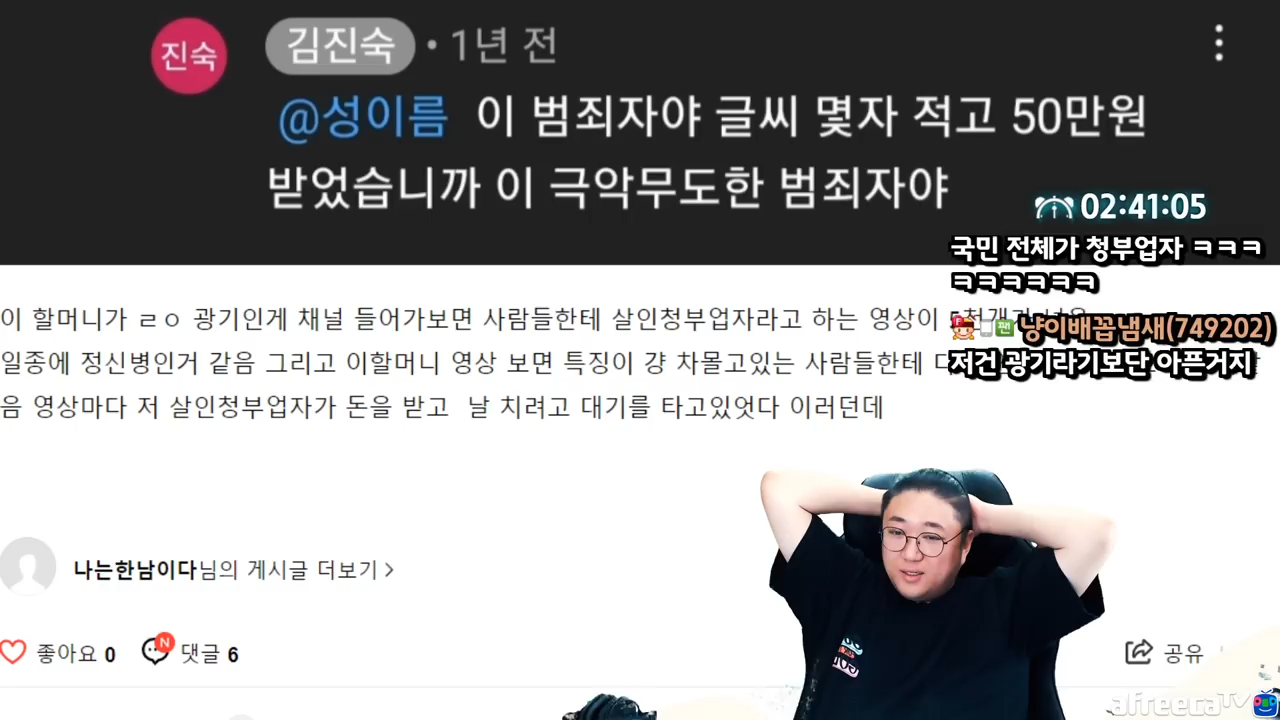 진숙
김진숙 • 1년 전
@성이름 이 범죄자야 글씨 몇자 적고 50만원
받었습니까 이 극악무도한 범죄자야
02:41:05
국민 전체가 청부업자 ㅋㅋㅋ
ㅋㅋㅋㅋㅋㅋ
냥이배꼽냄새(749202)
저건 광기라기보단 아픈거지
이 할머니가 ㄹㅇ 광기인게 채널 들어가보면 사람들한테 살인청부업자라고 하는 영상이
일종에 정신병인거 같음 그리고 이할머니 영상 보면 특징이 걍 차몰고있는 사람들한테
음 영상마다 저 살인청부업자가 돈을 받고 날 치려고 대기를 타고있엇다 이러던데
나는한남이다님의 게시글 더보기 >
좋아요 0 N 댓글 6
공유
afreecaTV